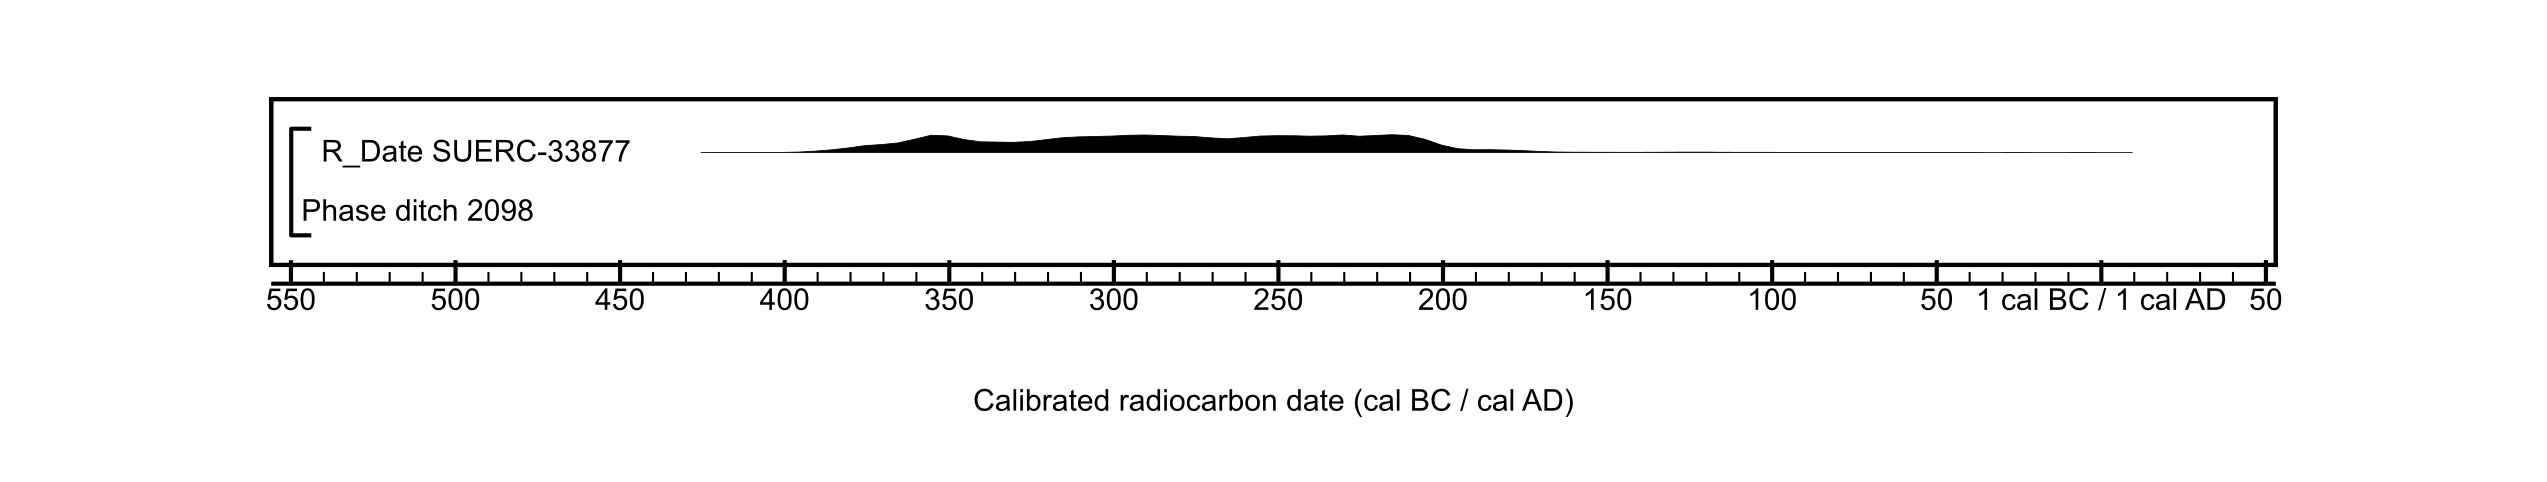 R_Date SUERC-33877
Phase ditch 2098
550 500 450 400 350 300 250 200 150 100 50 1 cal BC / 1 cal AD 50
Calibrated radiocarbon date (cal BC / cal AD)